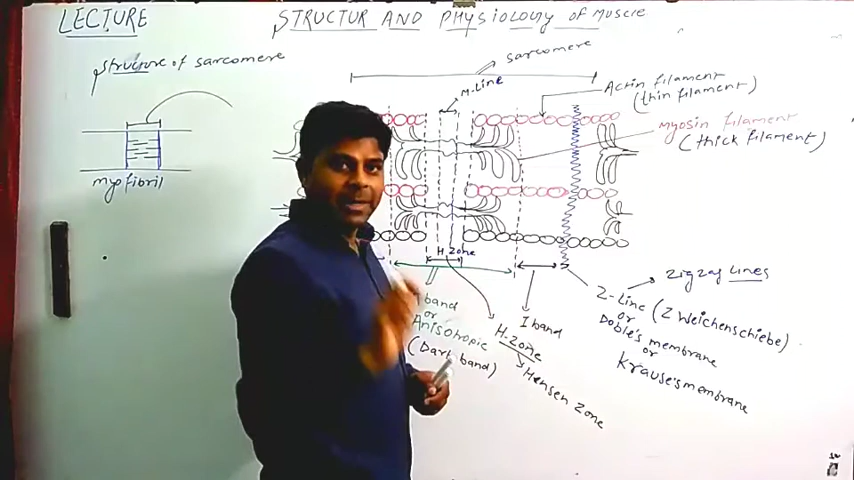 LECTURE
STRUCTUR AND PHYSIOLONY of Muscle
Structure of sarcomere
myofibril
sarcomere
M-Line
Actin filament
(thin filament)
Myosin filament
(thick filament)
H Zone
band
or
Anisotropic
(Dark band)
H-Zone
Hensen Zone
I band
Z-Line (Z Weichenschiebe)
or
Doble's membrane
or
Krause's membrane
zigzag lines